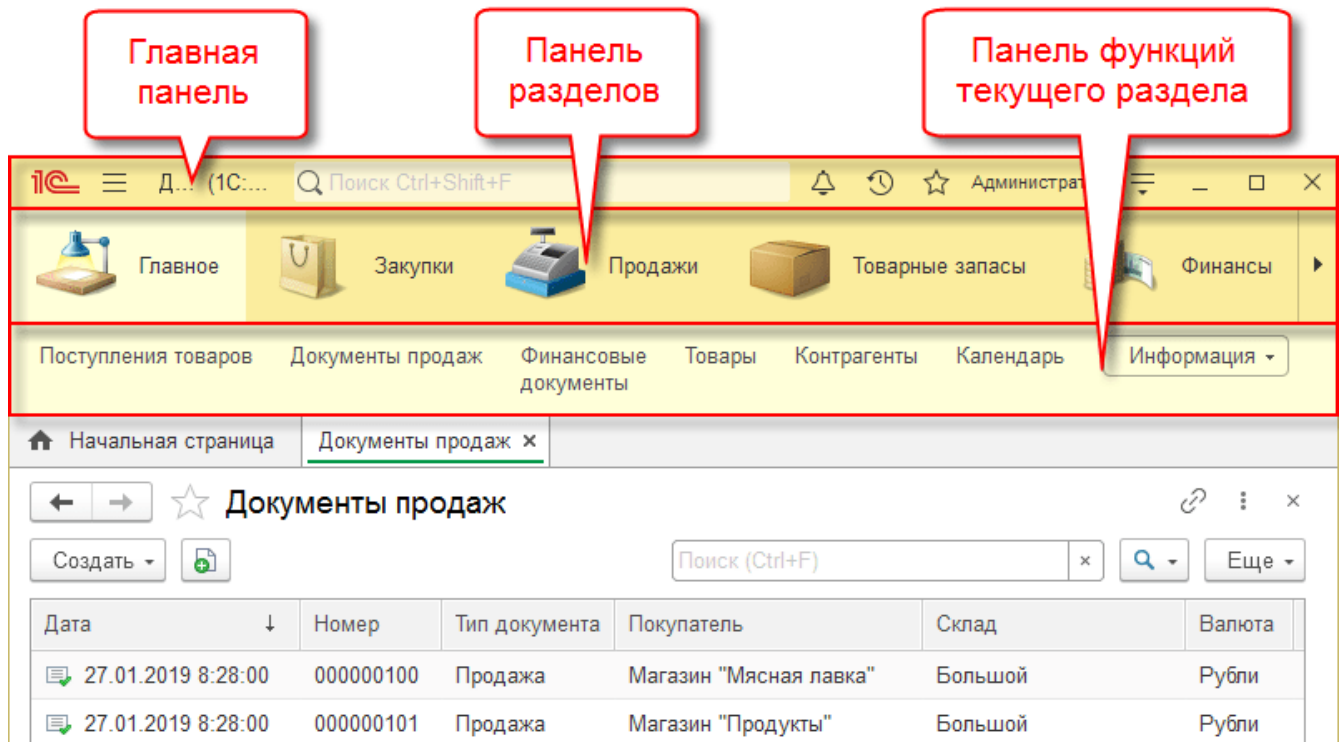 Главная
панель
Панель
разделов
Панель функций
текущего раздела
1С Д... (1С:... Поиск Ctrl+Shift+F
Главное Закупки Продажи Товарные запасы Финансы
Поступления товаров Документы продаж Финансовые документы Товары Контрагенты Календарь Информация
Начальная страница Документы продаж ×
Документы продаж
Создать Поиск (Ctrl+F) × Еще
Дата ↓ Номер Тип документа Покупатель Склад Валюта
27.01.2019 8:28:00 000000100 Продажа Магазин "Мясная лавка" Большой Рубли
27.01.2019 8:28:00 000000101 Продажа Магазин "Продукты" Большой Рубли